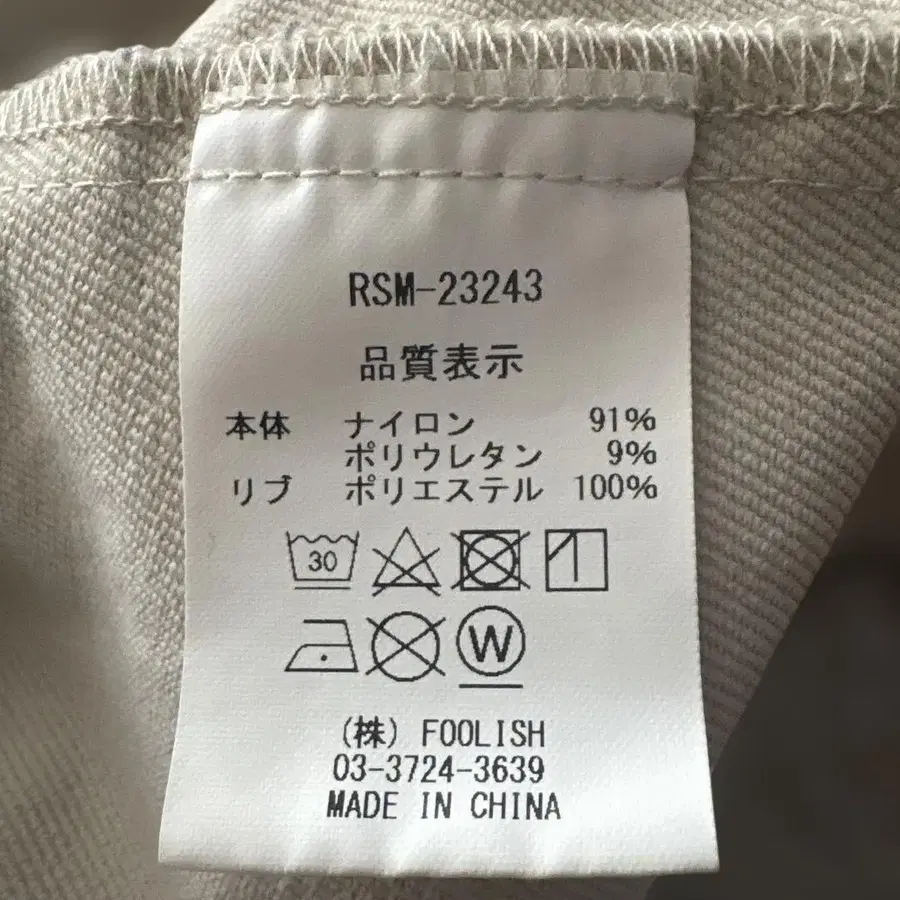 RSM-23243
品質表示
本体 ナイロン 91%
ポリウレタン 9%
リブ ポリエステル 100%
30
W
(株) FOOLISH
03-3724-3639
MADE IN CHINA